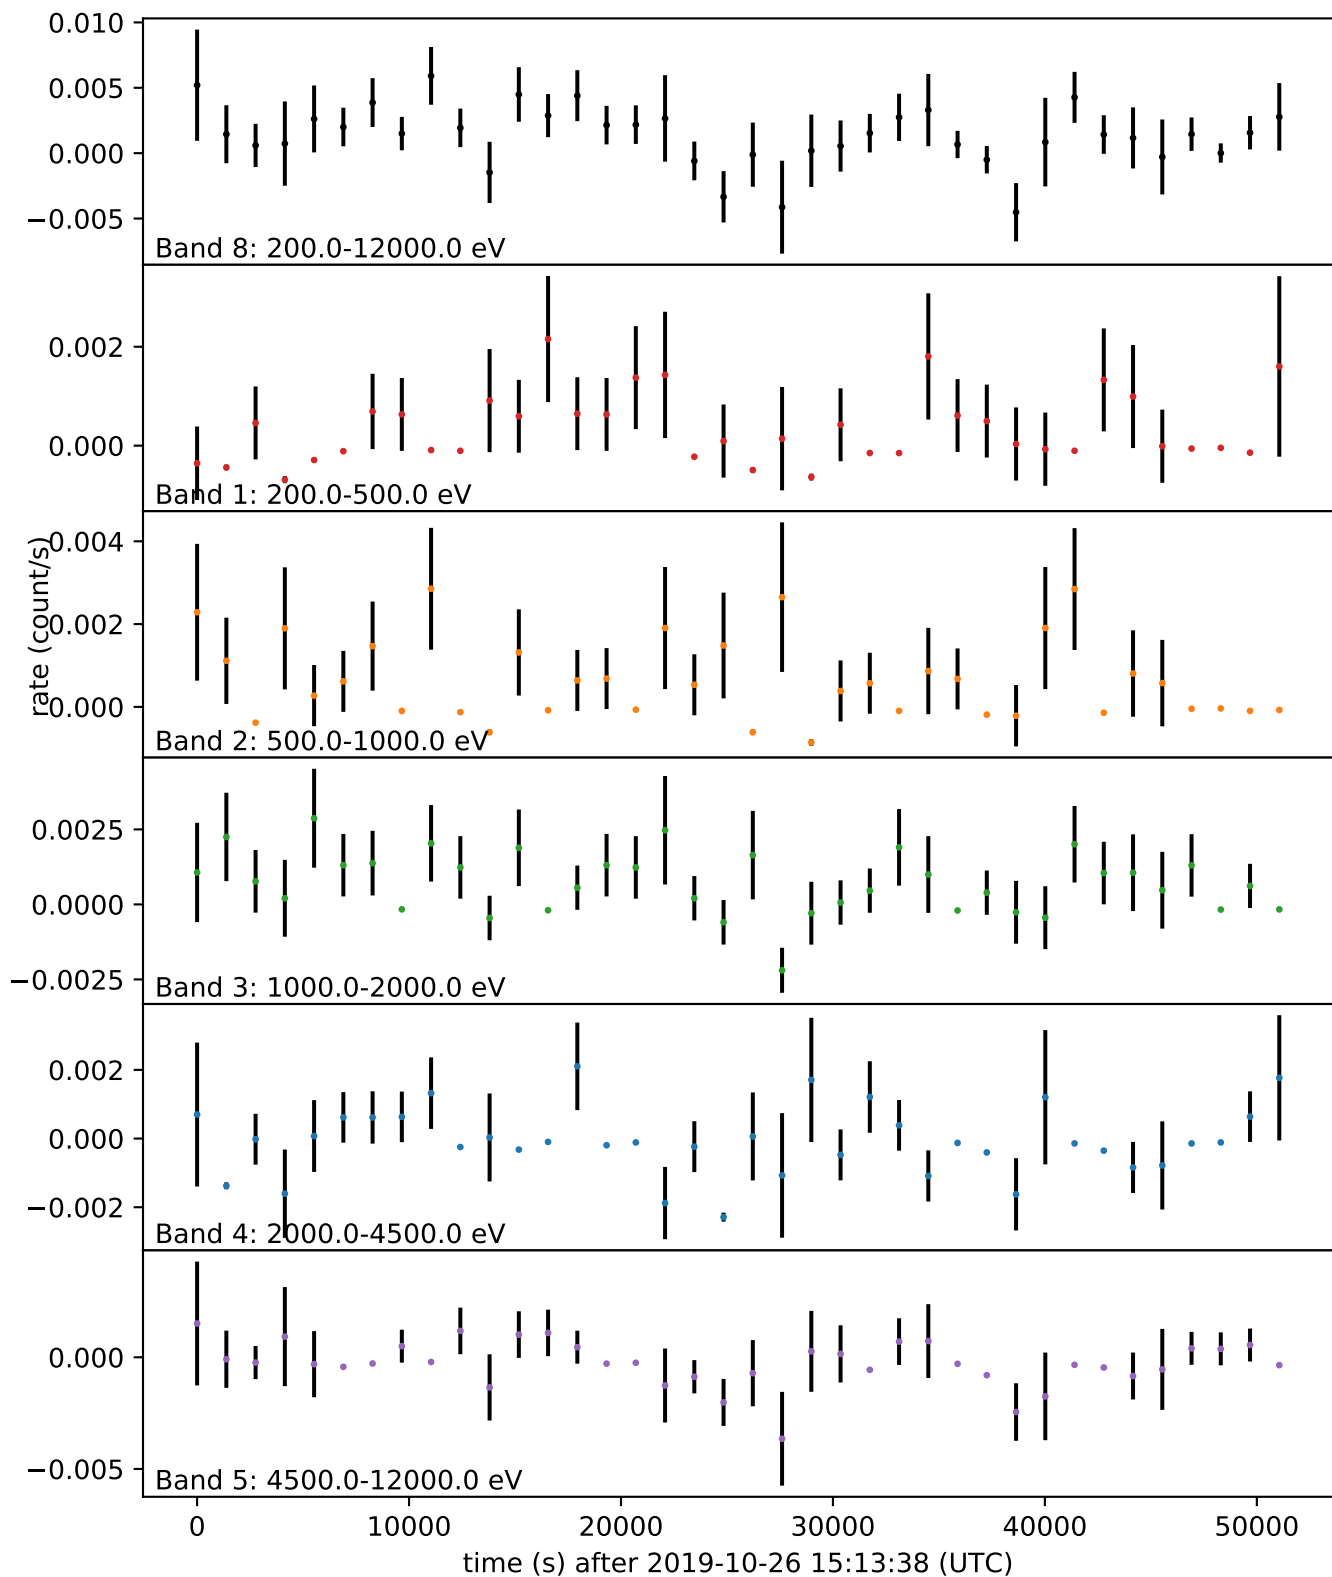 0.010
0.005
0.000
−0.005
Band 8: 200.0-12000.0 eV
0.002
0.000
Band 1: 200.0-500.0 eV
rate (count/s)
0.004
0.002
0.000
Band 2: 500.0-1000.0 eV
0.0025
0.0000
−0.0025
Band 3: 1000.0-2000.0 eV
0.002
0.000
−0.002
Band 4: 2000.0-4500.0 eV
0.000
−0.005
Band 5: 4500.0-12000.0 eV
0 10000 20000 30000 40000 50000
time (s) after 2019-10-26 15:13:38 (UTC)